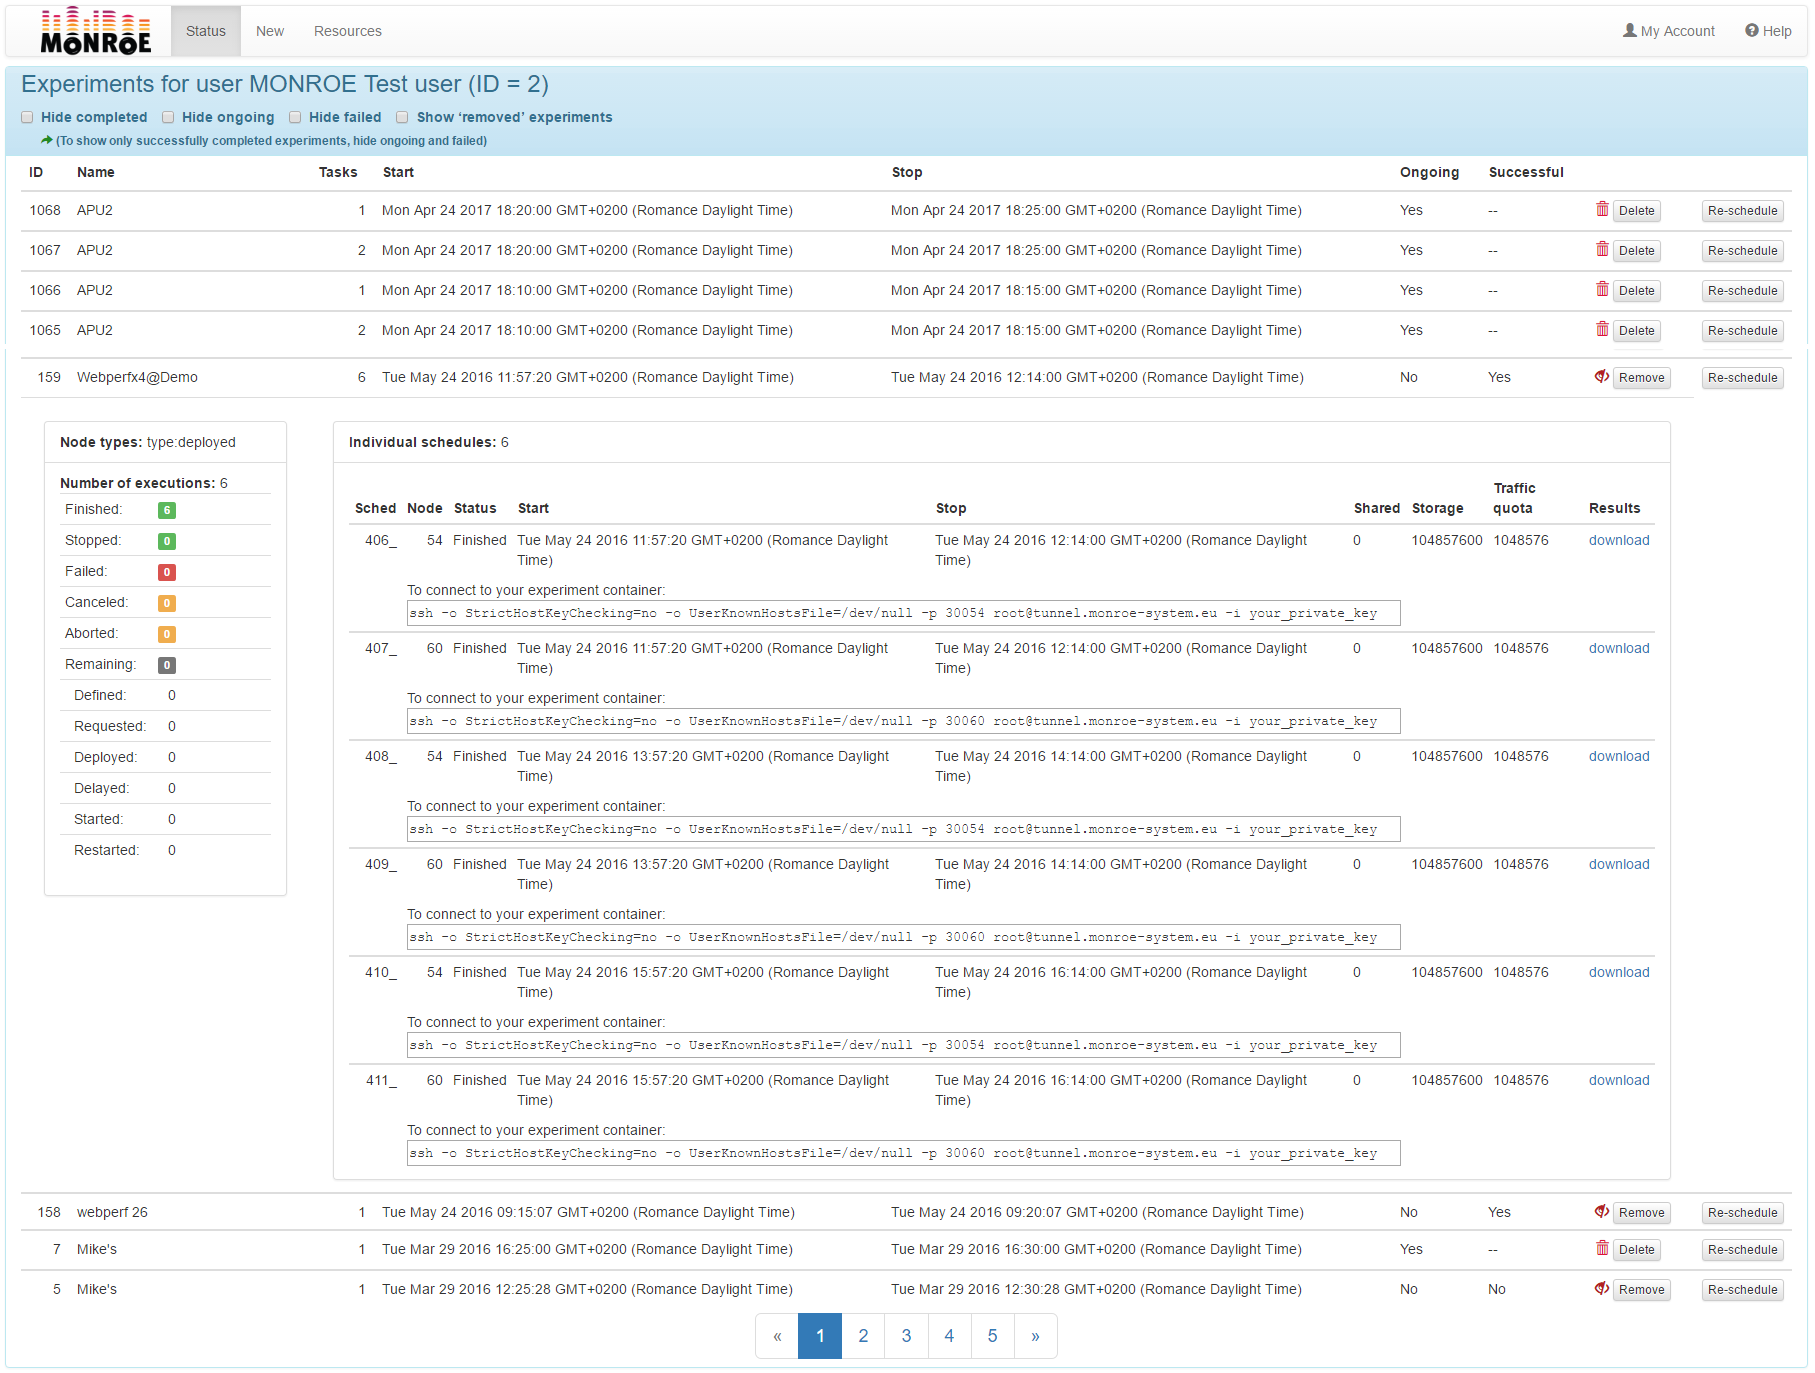 MONROE
Status New Resources My Account Help
Experiments for user MONROE Test user (ID = 2)
Hide completed Hide ongoing Hide failed Show ‘removed’ experiments
(To show only successfully completed experiments, hide ongoing and failed)
ID Name Tasks Start Stop Ongoing Successful
1068 APU2 1 Mon Apr 24 2017 18:20:00 GMT+0200 (Romance Daylight Time) Mon Apr 24 2017 18:25:00 GMT+0200 (Romance Daylight Time) Yes -- Delete Re-schedule
1067 APU2 2 Mon Apr 24 2017 18:20:00 GMT+0200 (Romance Daylight Time) Mon Apr 24 2017 18:25:00 GMT+0200 (Romance Daylight Time) Yes -- Delete Re-schedule
1066 APU2 1 Mon Apr 24 2017 18:10:00 GMT+0200 (Romance Daylight Time) Mon Apr 24 2017 18:15:00 GMT+0200 (Romance Daylight Time) Yes -- Delete Re-schedule
1065 APU2 2 Mon Apr 24 2017 18:10:00 GMT+0200 (Romance Daylight Time) Mon Apr 24 2017 18:15:00 GMT+0200 (Romance Daylight Time) Yes -- Delete Re-schedule
159 Webperfx4@Demo 6 Tue May 24 2016 11:57:20 GMT+0200 (Romance Daylight Time) Tue May 24 2016 12:14:00 GMT+0200 (Romance Daylight Time) No Yes Remove Re-schedule
Node types: type:deployed
Number of executions: 6
Finished: 6
Stopped: 0
Failed: 0
Canceled: 0
Aborted: 0
Remaining: 0
Defined: 0
Requested: 0
Deployed: 0
Delayed: 0
Started: 0
Restarted: 0
Individual schedules: 6
Traffic
Sched Node Status Start Stop Shared Storage quota Results
406_ 54 Finished Tue May 24 2016 11:57:20 GMT+0200 (Romance Daylight Tue May 24 2016 12:14:00 GMT+0200 (Romance Daylight 0 104857600 1048576 download
Time) Time)
To connect to your experiment container:
ssh -o StrictHostKeyChecking=no -o UserKnownHostsFile=/dev/null -p 30054 root@tunnel.monroe-system.eu -i your_private_key
407_ 60 Finished Tue May 24 2016 11:57:20 GMT+0200 (Romance Daylight Tue May 24 2016 12:14:00 GMT+0200 (Romance Daylight 0 104857600 1048576 download
Time) Time)
To connect to your experiment container:
ssh -o StrictHostKeyChecking=no -o UserKnownHostsFile=/dev/null -p 30060 root@tunnel.monroe-system.eu -i your_private_key
408_ 54 Finished Tue May 24 2016 13:57:20 GMT+0200 (Romance Daylight Tue May 24 2016 14:14:00 GMT+0200 (Romance Daylight 0 104857600 1048576 download
Time) Time)
To connect to your experiment container:
ssh -o StrictHostKeyChecking=no -o UserKnownHostsFile=/dev/null -p 30054 root@tunnel.monroe-system.eu -i your_private_key
409_ 60 Finished Tue May 24 2016 13:57:20 GMT+0200 (Romance Daylight Tue May 24 2016 14:14:00 GMT+0200 (Romance Daylight 0 104857600 1048576 download
Time) Time)
To connect to your experiment container:
ssh -o StrictHostKeyChecking=no -o UserKnownHostsFile=/dev/null -p 30060 root@tunnel.monroe-system.eu -i your_private_key
410_ 54 Finished Tue May 24 2016 15:57:20 GMT+0200 (Romance Daylight Tue May 24 2016 16:14:00 GMT+0200 (Romance Daylight 0 104857600 1048576 download
Time) Time)
To connect to your experiment container:
ssh -o StrictHostKeyChecking=no -o UserKnownHostsFile=/dev/null -p 30054 root@tunnel.monroe-system.eu -i your_private_key
411_ 60 Finished Tue May 24 2016 15:57:20 GMT+0200 (Romance Daylight Tue May 24 2016 16:14:00 GMT+0200 (Romance Daylight 0 104857600 1048576 download
Time) Time)
To connect to your experiment container:
ssh -o StrictHostKeyChecking=no -o UserKnownHostsFile=/dev/null -p 30060 root@tunnel.monroe-system.eu -i your_private_key
158 webperf 26 1 Tue May 24 2016 09:15:07 GMT+0200 (Romance Daylight Time) Tue May 24 2016 09:20:07 GMT+0200 (Romance Daylight Time) No Yes Remove Re-schedule
7 Mike's 1 Tue Mar 29 2016 16:25:00 GMT+0200 (Romance Daylight Time) Tue Mar 29 2016 16:30:00 GMT+0200 (Romance Daylight Time) Yes -- Delete Re-schedule
5 Mike's 1 Tue Mar 29 2016 12:25:28 GMT+0200 (Romance Daylight Time) Tue Mar 29 2016 12:30:28 GMT+0200 (Romance Daylight Time) No No Remove Re-schedule
« 1 2 3 4 5 »